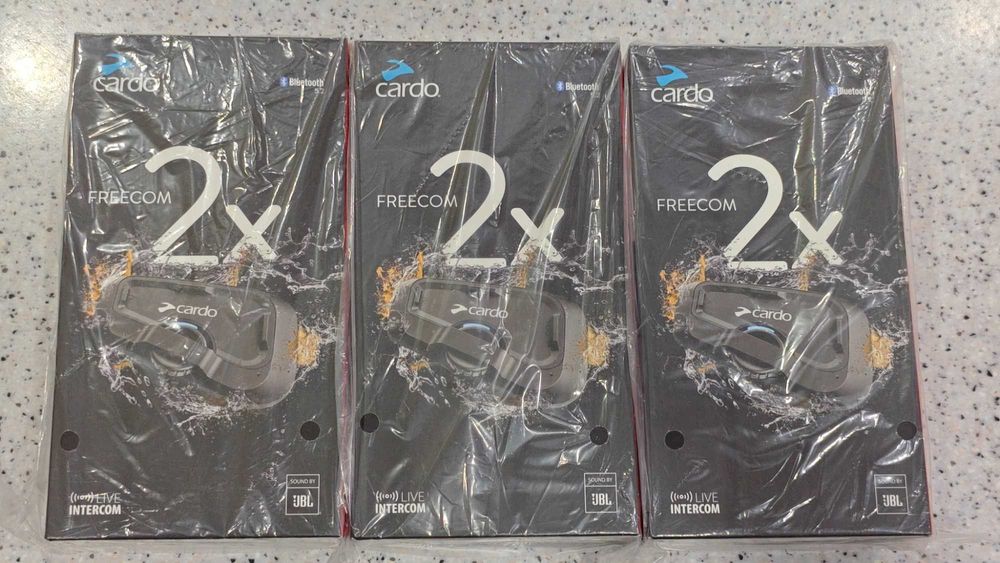 cardo
Bluetooth
FREECOM 2x
cardo
LIVE
INTERCOM
SOUND BY
JBL
cardo
Bluetooth
FREECOM 2x
cardo
LIVE
INTERCOM
SOUND BY
JBL
cardo
Bluetooth
FREECOM 2x
cardo
LIVE
INTERCOM
SOUND BY
JBL